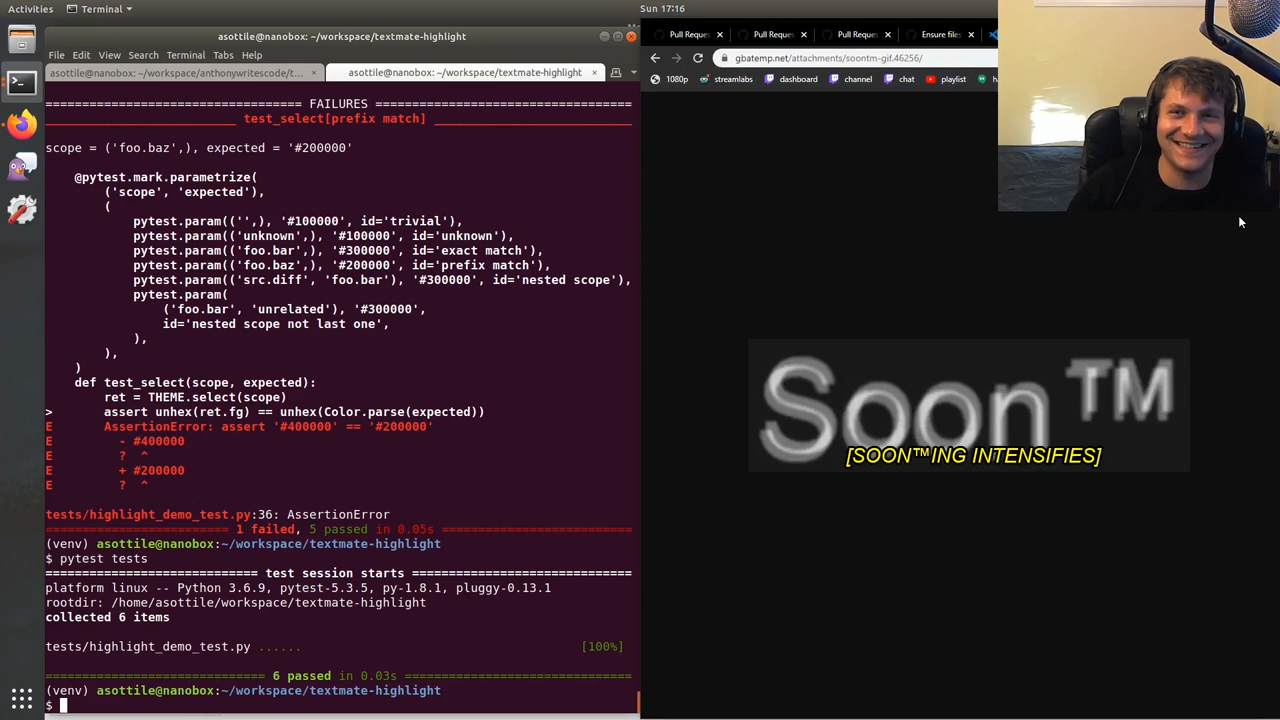 Activities
Terminal
Sun 17:16
asottile@nanobox: ~/workspace/textmate-highlight
File Edit View Search Terminal Tabs Help
asottile@nanobox: ~/workspace/anthonywritescode/t...
asottile@nanobox: ~/workspace/textmate-highlight
=================================== FAILURES ===================================
test_select[prefix match]
scope = ('foo.baz',), expected = '#200000'
@pytest.mark.parametrize(
('scope', 'expected'),
(
pytest.param(('',), '#100000', id='trivial'),
pytest.param(('unknown',), '#100000', id='unknown'),
pytest.param(('foo.bar',), '#300000', id='exact match'),
pytest.param(('foo.baz',), '#200000', id='prefix match'),
pytest.param(('src.diff', 'foo.bar'), '#300000', id='nested scope'),
pytest.param(
('foo.bar', 'unrelated'), '#300000',
id='nested scope not last one',
),
),
)
def test_select(scope, expected):
ret = THEME.select(scope)
> assert unhex(ret.fg) == unhex(Color.parse(expected))
E AssertionError: assert '#400000' == '#200000'
E - #400000
E ? ^
E + #200000
E ? ^
tests/highlight_demo_test.py:36: AssertionError
========================= 1 failed, 5 passed in 0.05s ==========================
(venv) asottile@nanobox:~/workspace/textmate-highlight
$ pytest tests
============================= test session starts ==============================
platform linux -- Python 3.6.9, pytest-5.3.5, py-1.8.1, pluggy-0.13.1
rootdir: /home/asottile/workspace/textmate-highlight
collected 6 items
tests/highlight_demo_test.py ...... [100%]
============================== 6 passed in 0.03s ===============================
(venv) asottile@nanobox:~/workspace/textmate-highlight
$
Pull Reques
Pull Reques
Pull Reques
Ensure files
gbatemp.net/attachments/soontm-gif.46256/
1080p streamlabs dashboard channel chat playlist
Soon™
[SOON™ING INTENSIFIES]